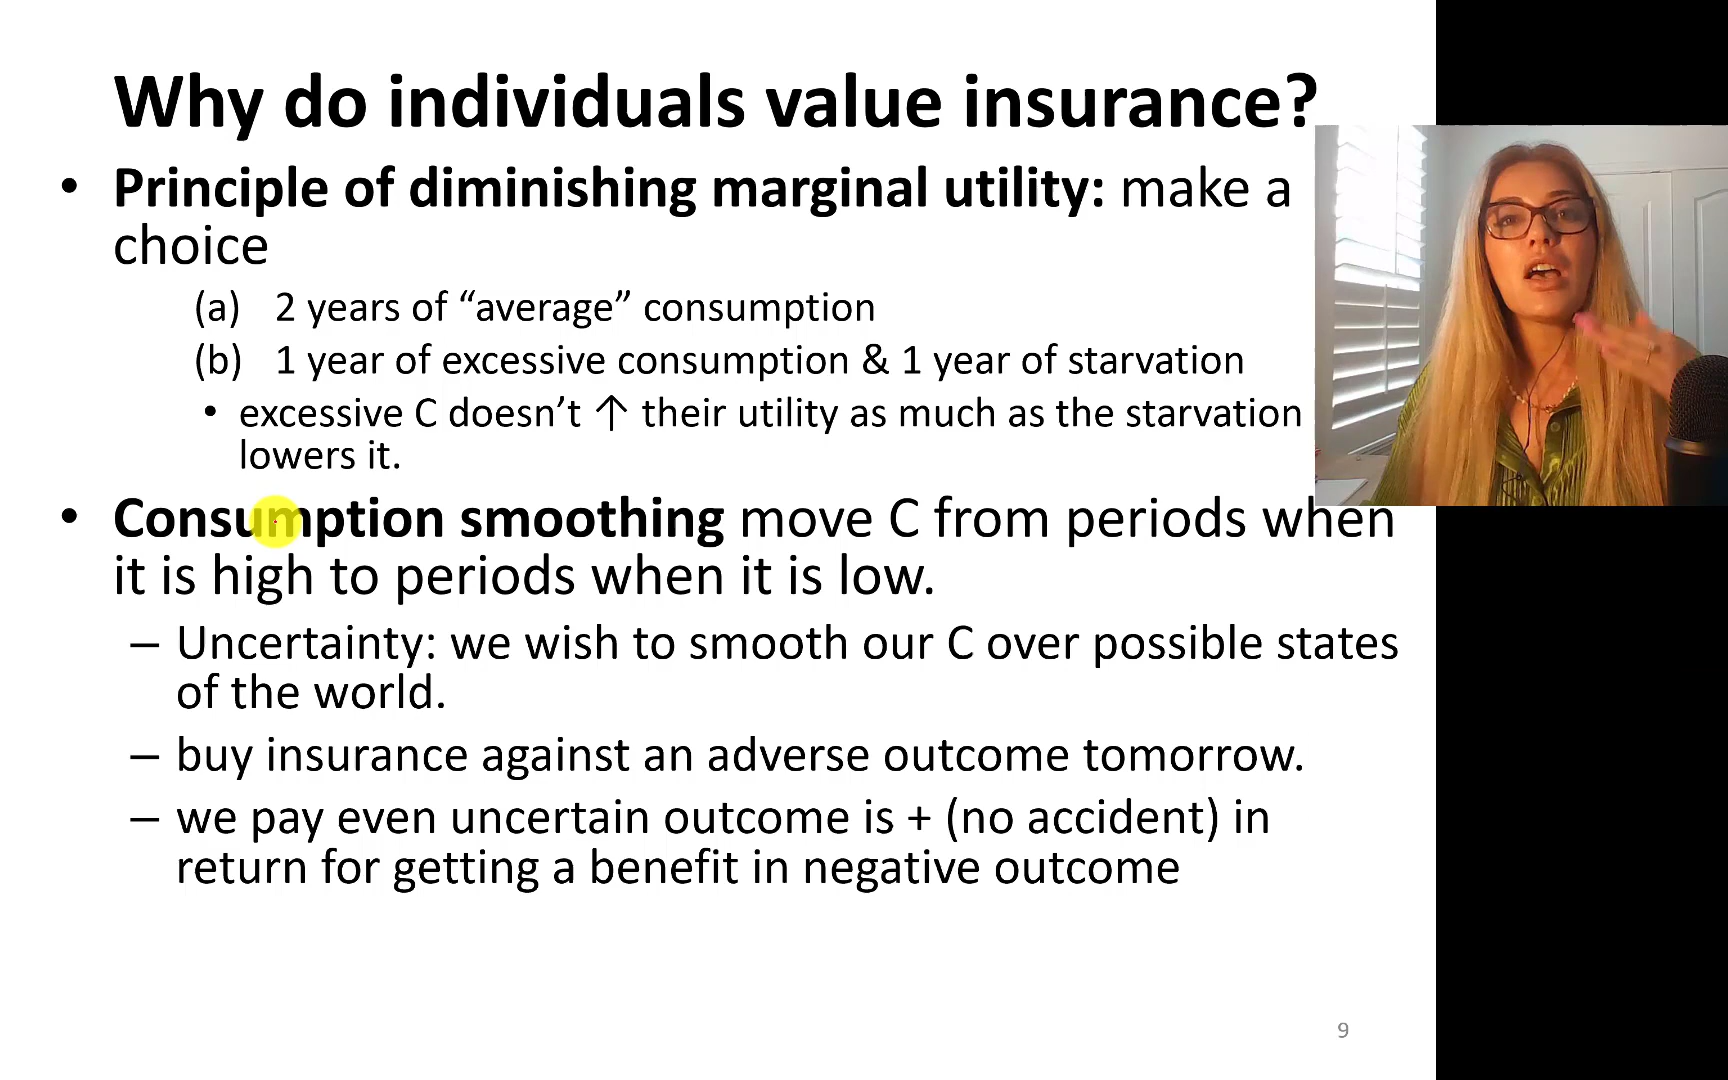 Why do individuals value insurance?
• Principle of diminishing marginal utility: make a
choice
(a) 2 years of “average” consumption
(b) 1 year of excessive consumption & 1 year of starvation
• excessive C doesn’t ↑ their utility as much as the starvation
lowers it.
• Consumption smoothing move C from periods when
it is high to periods when it is low.
– Uncertainty: we wish to smooth our C over possible states
of the world.
– buy insurance against an adverse outcome tomorrow.
– we pay even uncertain outcome is + (no accident) in
return for getting a benefit in negative outcome
9